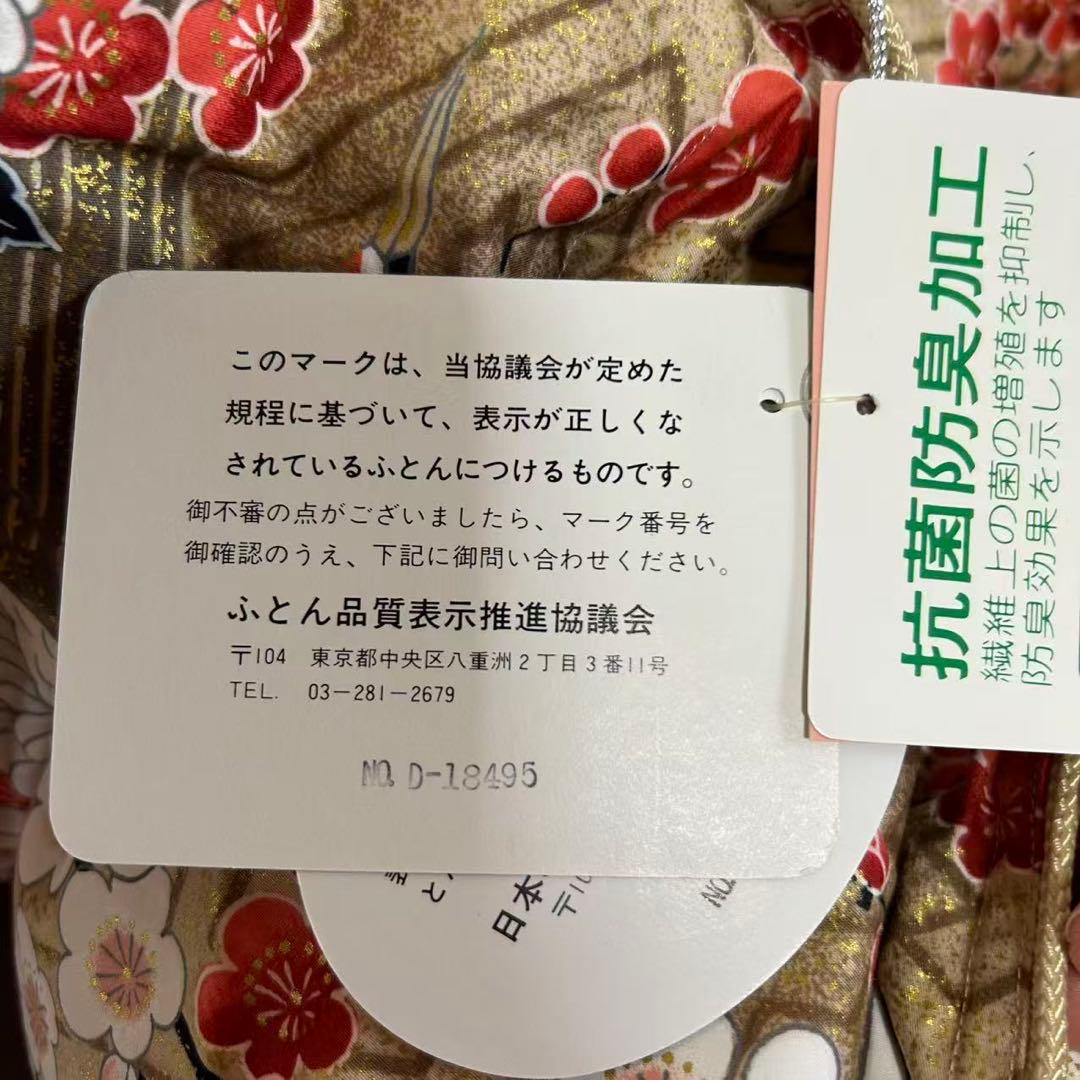 このマークは、当協議会が定めた
規程に基づいて、表示が正しくな
されているふとんにつけるものです。
御不審の点がございましたら、マーク番号を
御確認のうえ、下記に御問い合わせください。
ふとん品質表示推進協議会
〒104 東京都中央区八重洲2丁目3番11号
TEL. 03-281-2679
NO. D-18495
抗菌防臭加工
繊維上の菌の増殖を抑制し、
防臭効果を示します
と
日本
〒10
NO.